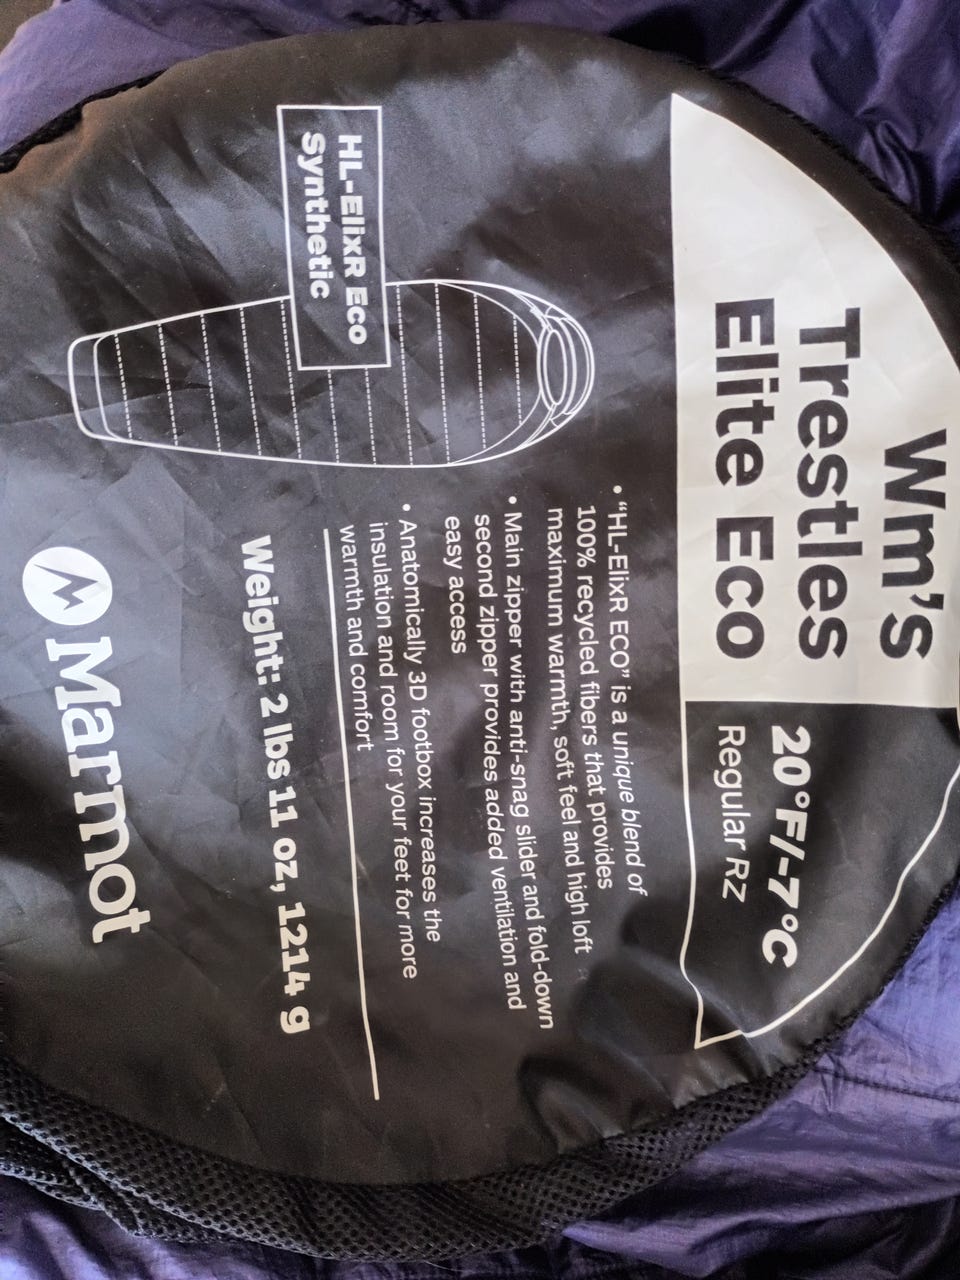 Wm's
Trestles
Elite Eco
20°F/-7°C
Regular RZ
HL-ElixR Eco
Synthetic
• "HL-ElixR ECO" is a unique blend of
100% recycled fibers that provides
maximum warmth, soft feel and high loft
• Main zipper with anti-snag slider and fold-down
second zipper provides added ventilation and
easy access
• Anatomically 3D footbox increases the
insulation and room for your feet for more
warmth and comfort
Weight:: 2 lbs 11 oz, 1214 g
Marmot